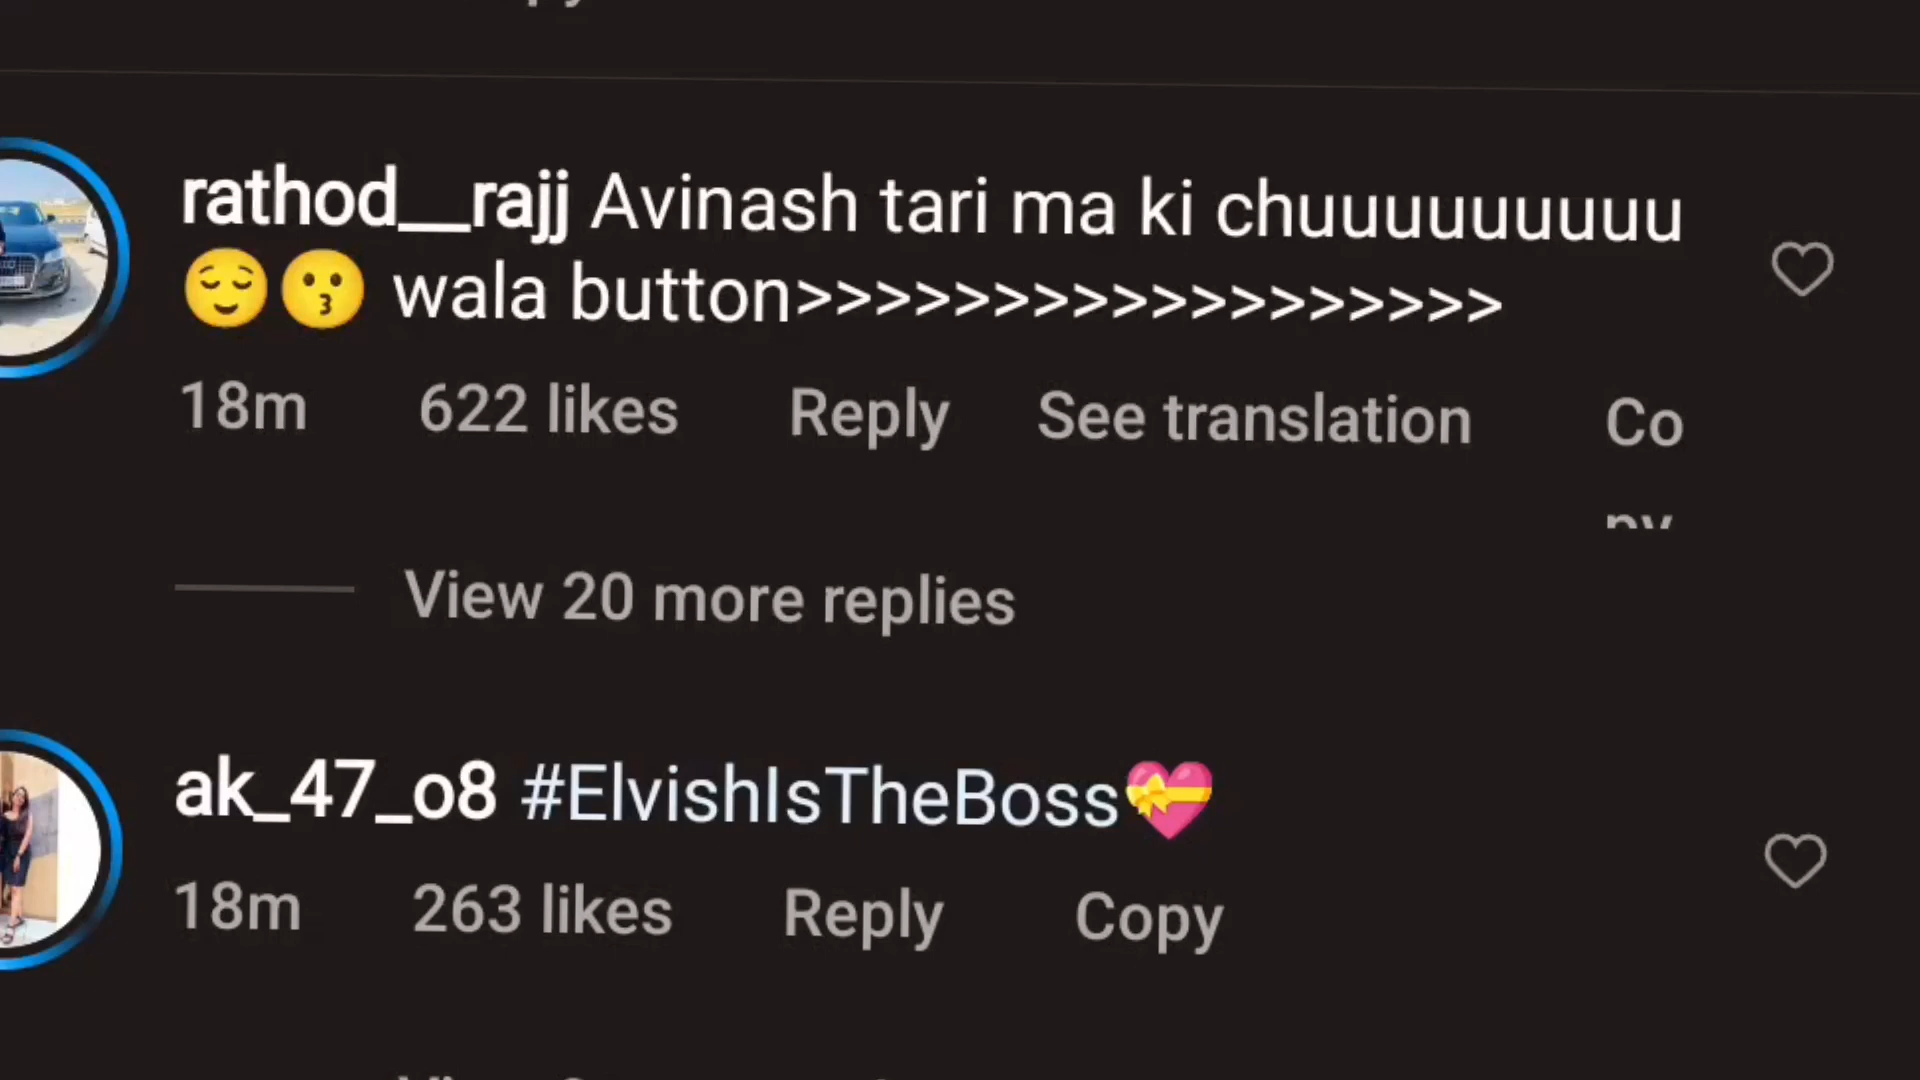 rathod__rajj Avinash tari ma ki chuuuuuuuuu
😌😗 wala button>>>>>>>>>>>>>>>>>>
18m 622 likes Reply See translation Co
py
View 20 more replies
ak_47_o8 #ElvishIsTheBoss💝
18m 263 likes Reply Copy